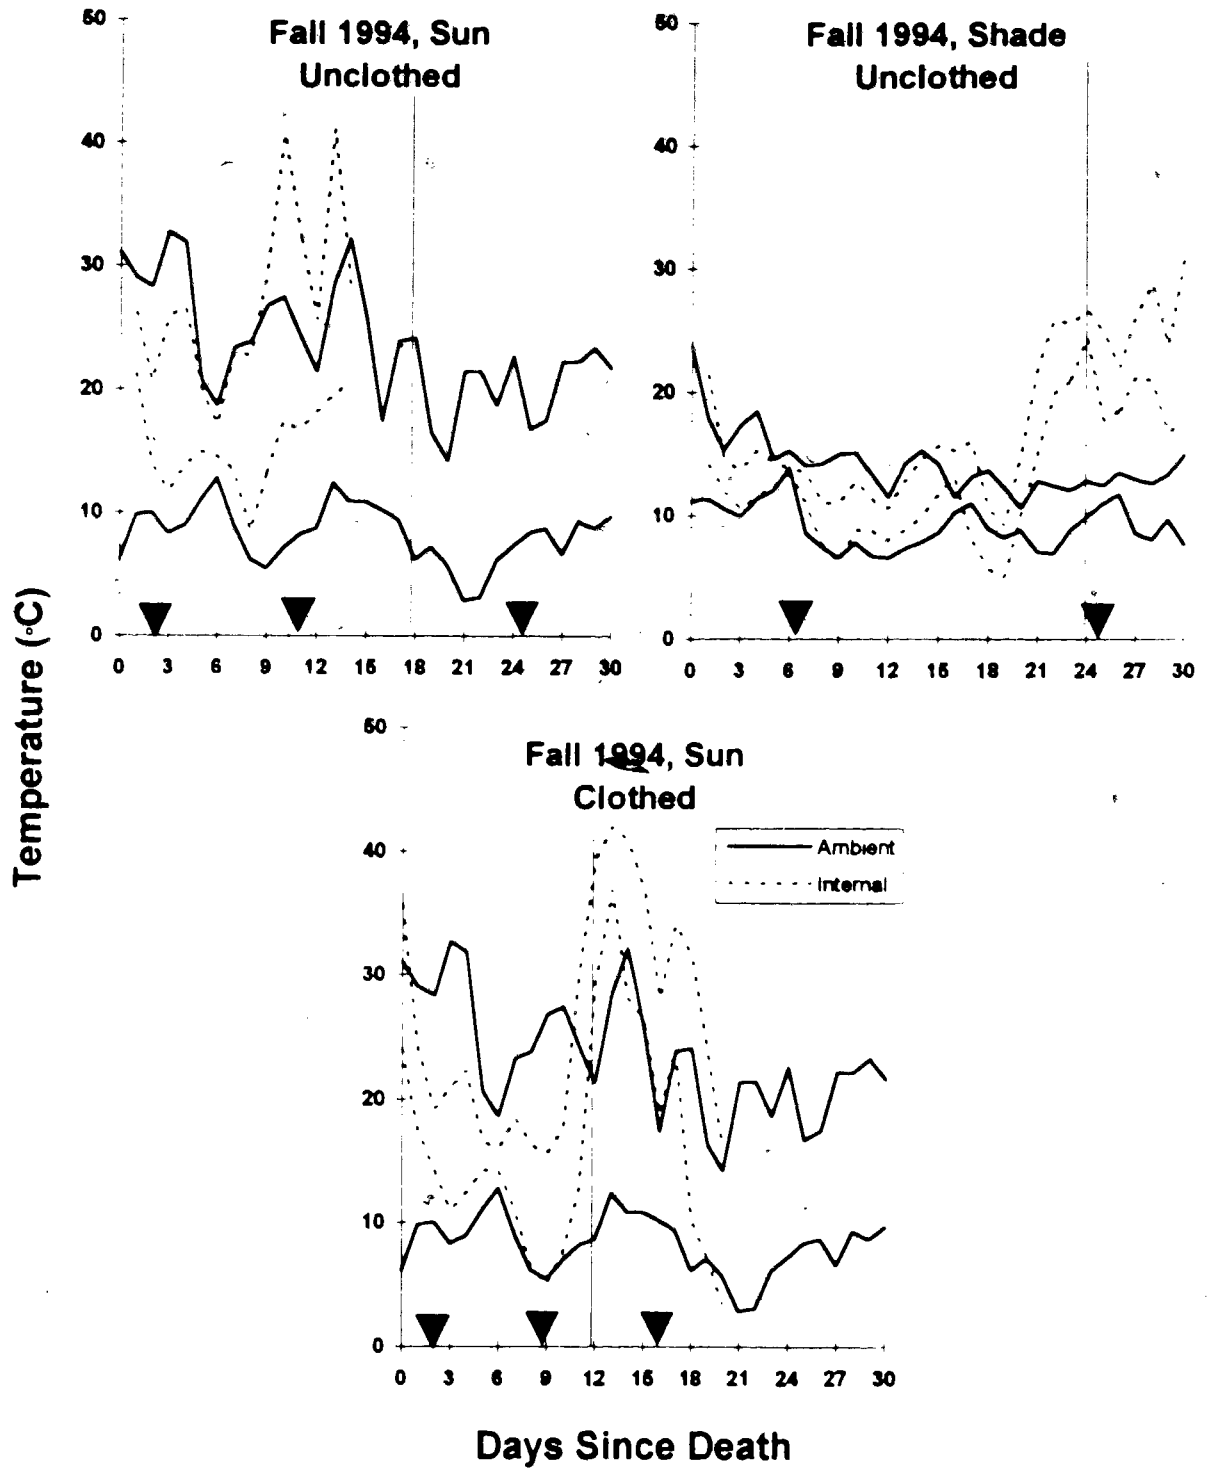 Fall 1994, Sun
Unclothed
50
40
30
20
10
0
0 3 6 9 12 15 18 21 24 27 30
Fall 1994, Shade
Unclothed
50
40
30
20
10
0
0 3 6 9 12 15 18 21 24 27 30
Temperature (°C)
Fall 1994, Sun
Clothed
Ambient
Internal
50
40
30
20
10
0
0 3 6 9 12 15 18 21 24 27 30
Days Since Death